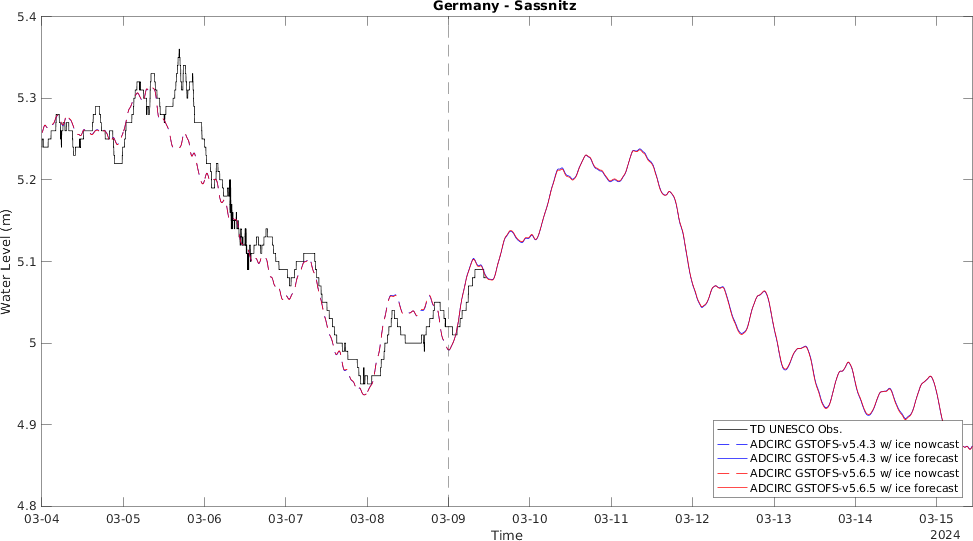 Germany - Sassnitz
5.4
5.3
5.2
5.1
5
4.9
4.8
Water Level (m)
TD UNESCO Obs.
ADCIRC GSTOFS-v5.4.3 w/ ice nowcast
ADCIRC GSTOFS-v5.4.3 w/ ice forecast
ADCIRC GSTOFS-v5.6.5 w/ ice nowcast
ADCIRC GSTOFS-v5.6.5 w/ ice forecast
03-04 03-05 03-06 03-07 03-08 03-09 03-10 03-11 03-12 03-13 03-14 03-15
Time 2024